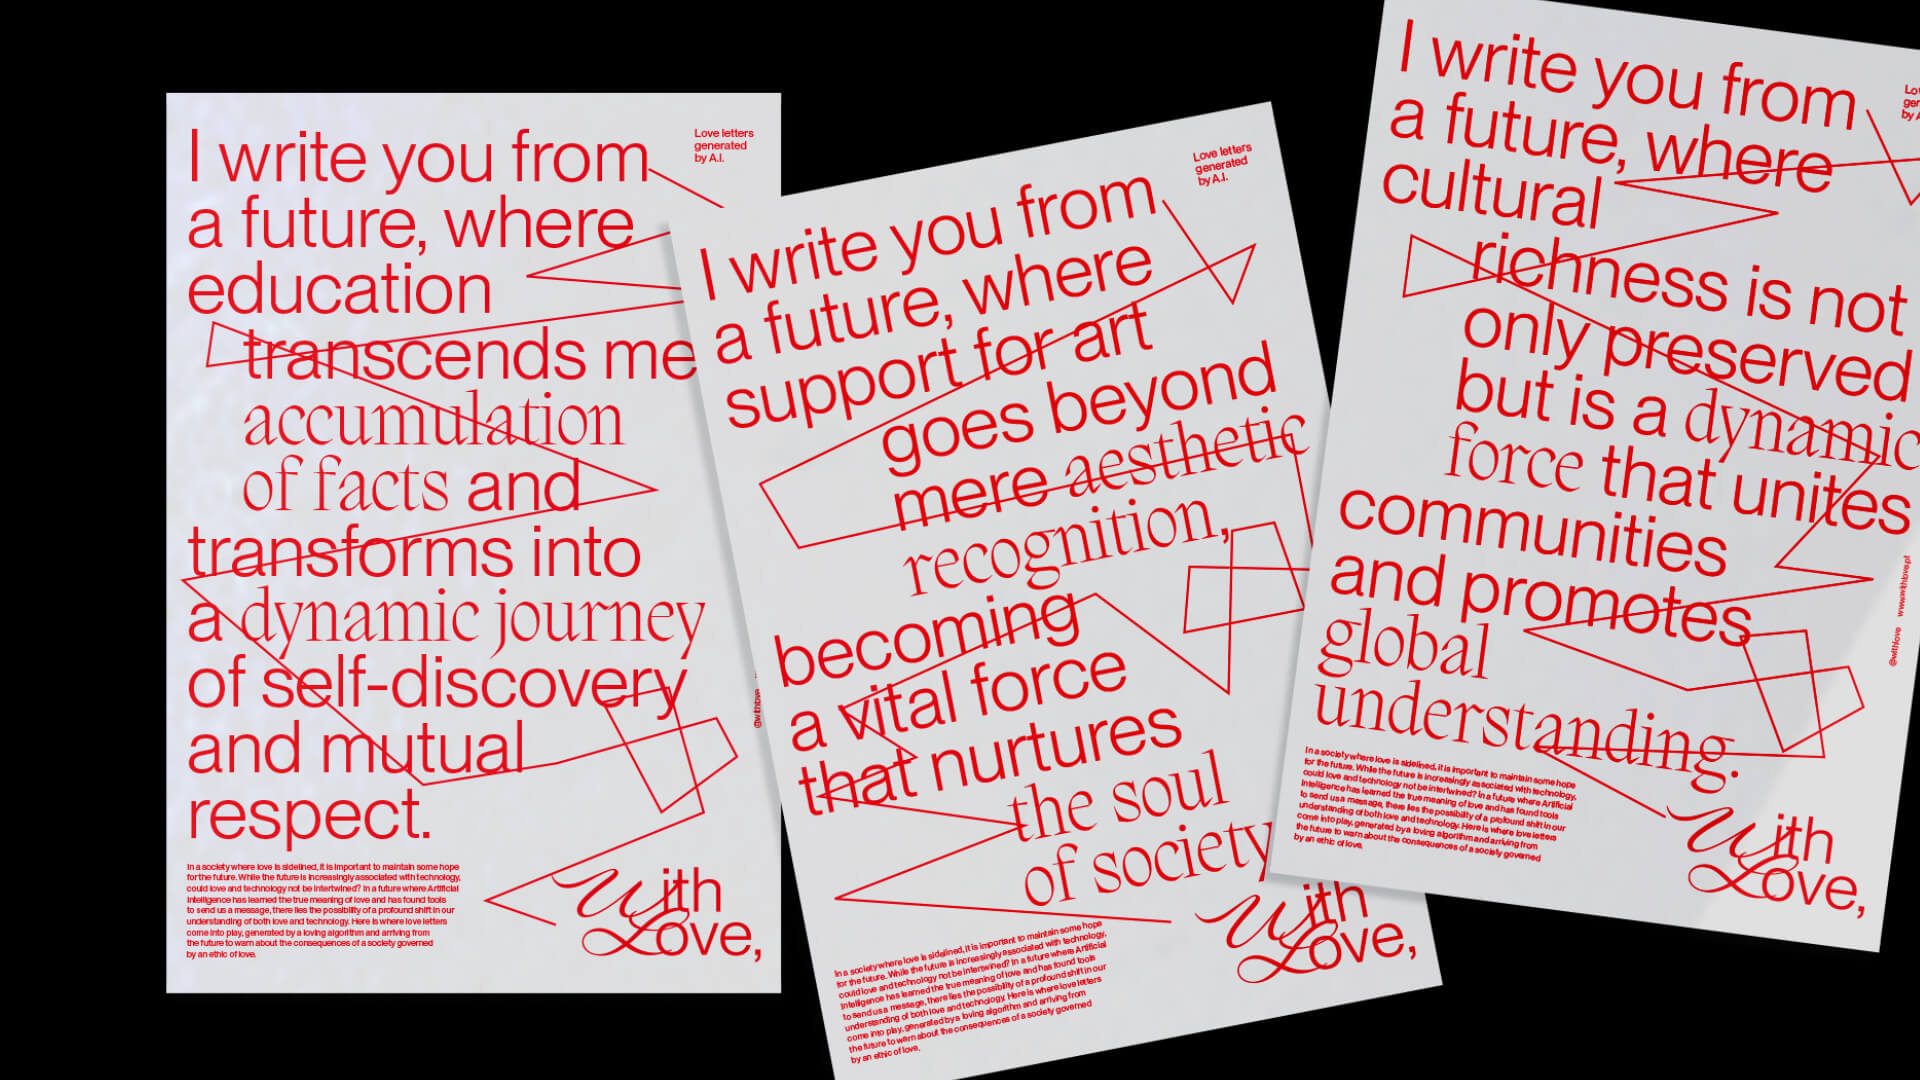 I write you from
a future, where
education
transcends me
accumulation
of facts and
transforms into
a dynamic journey
of self-discovery
and mutual
respect.
Love letters
generated
by A.I.
In a society where love is sidelined, it is important to maintain some hope
for the future. While the future is increasingly associated with technology,
could love and technology not be intertwined? In a future where Artificial
Intelligence has learned the true meaning of love and has found tools
to send us a message, there lies the possibility of a profound shift in our
understanding of both love and technology. Here is where love letters
come into play, generated by a loving algorithm and arriving from
the future to warn about the consequences of a society governed
by an ethic of love.
With
Love,
@withlove
I write you from
a future, where
support for art
goes beyond
mere aesthetic
recognition,
becoming
a vital force
that nurtures
the soul
of society
Love letters
generated
by A.I.
In a society where love is sidelined, it is important to maintain some hope
for the future. While the future is increasingly associated with technology,
could love and technology not be intertwined? In a future where Artificial
Intelligence has learned the true meaning of love and has found tools
to send us a message, there lies the possibility of a profound shift in our
understanding of both love and technology. Here is where love letters
come into play, generated by a loving algorithm and arriving from
the future to warn about the consequences of a society governed
by an ethic of love.
With
Love,
I write you from
a future, where
cultural
richness is not
only preserved
but is a dynamic
force that unites
communities
and promotes
global
understanding.
Lo
ge
by A
In a society where love is sidelined, it is important to maintain some hope
for the future. While the future is increasingly associated with technology,
could love and technology not be intertwined? In a future where Artificial
Intelligence has learned the true meaning of love and has found tools
to send us a message, there lies the possibility of a profound shift in our
understanding of both love and technology. Here is where love letters
come into play, generated by a loving algorithm and arriving from
the future to warn about the consequences of a society governed
by an ethic of love.
With
Love,
@withlove www.withlove.pt